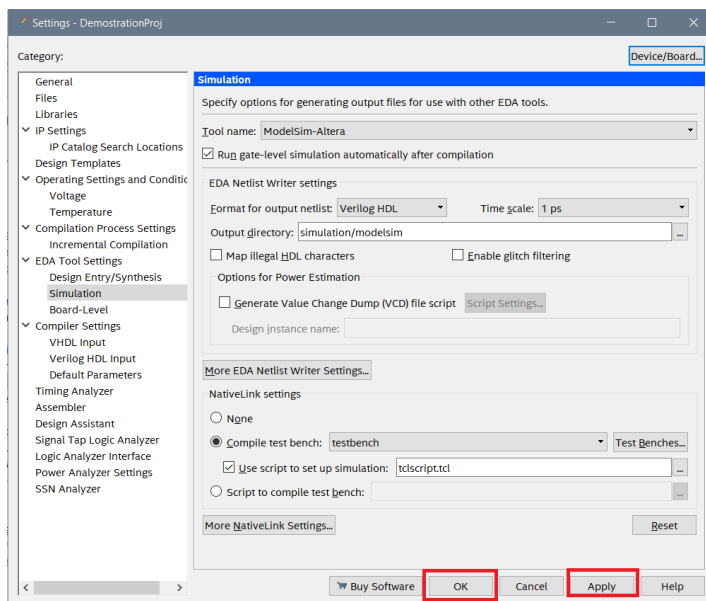 Settings - DemostrationProj
Category:
Device/Board...
General
Files
Libraries
IP Settings
IP Catalog Search Locations
Design Templates
Operating Settings and Conditic
Voltage
Temperature
Compilation Process Settings
Incremental Compilation
EDA Tool Settings
Design Entry/Synthesis
Simulation
Board-Level
Compiler Settings
VHDL Input
Verilog HDL Input
Default Parameters
Timing Analyzer
Assembler
Design Assistant
Signal Tap Logic Analyzer
Logic Analyzer Interface
Power Analyzer Settings
SSN Analyzer
Simulation
Specify options for generating output files for use with other EDA tools.
Tool name: ModelSim-Altera
Run gate-level simulation automatically after compilation
EDA Netlist Writer settings
Format for output netlist: Verilog HDL Time scale: 1 ps
Output directory: simulation/modelsim ...
Map illegal HDL characters Enable glitch filtering
Options for Power Estimation
Generate Value Change Dump (VCD) file script Script Settings...
Design instance name:
More EDA Netlist Writer Settings...
NativeLink settings
None
Compile test bench: testbench Test Benches...
Use script to set up simulation: tclscript.tcl ...
Script to compile test bench: ...
More NativeLink Settings... Reset
Buy Software OK Cancel Apply Help